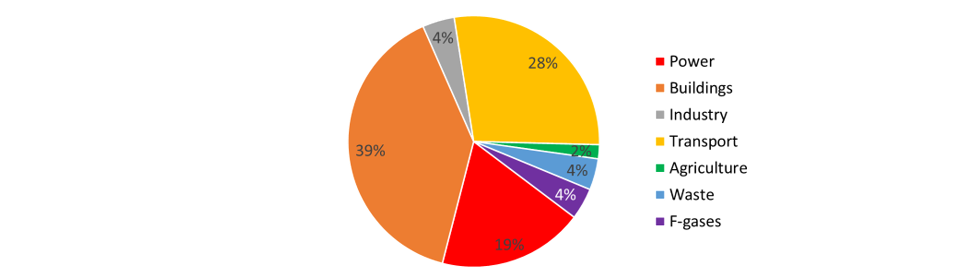 4%
28%
39%
2%
4%
4%
19%
Power
Buildings
Industry
Transport
Agriculture
Waste
F-gases